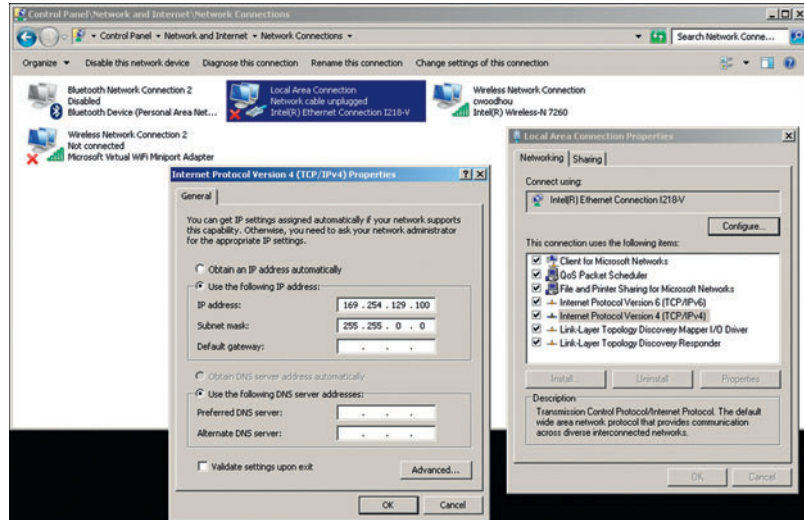 Control Panel\Network and Internet\Network Connections
Control Panel Network and Internet Network Connections
Search Network Conne...
Organize Disable this network device Diagnose this connection Rename this connection Change settings of this connection
Bluetooth Network Connection 2
Disabled
Bluetooth Device (Personal Area Net...
Local Area Connection
Network cable unplugged
Intel(R) Ethernet Connection I218-V
Wireless Network Connection
cwoodhou
Intel(R) Wireless-N 7260
Wireless Network Connection 2
Not connected
Microsoft Virtual WiFi Miniport Adapter
Internet Protocol Version 4 (TCP/IPv4) Properties
General
You can get IP settings assigned automatically if your network supports
this capability. Otherwise, you need to ask your network administrator
for the appropriate IP settings.
Obtain an IP address automatically
Use the following IP address:
IP address: 169 . 254 . 129 . 100
Subnet mask: 255 . 255 . 0 . 0
Default gateway: . . .
Obtain DNS server address automatically
Use the following DNS server addresses:
Preferred DNS server: . . .
Alternate DNS server: . . .
Validate settings upon exit
Advanced...
OK Cancel
Local Area Connection Properties
Networking Sharing
Connect using:
Intel(R) Ethernet Connection I218-V
Configure...
This connection uses the following items:
Client for Microsoft Networks
QoS Packet Scheduler
File and Printer Sharing for Microsoft Networks
Internet Protocol Version 6 (TCP/IPv6)
Internet Protocol Version 4 (TCP/IPv4)
Link-Layer Topology Discovery Mapper I/O Driver
Link-Layer Topology Discovery Responder
Install... Uninstall Properties
Description
Transmission Control Protocol/Internet Protocol. The default
wide area network protocol that provides communication
across diverse interconnected networks.
OK Cancel